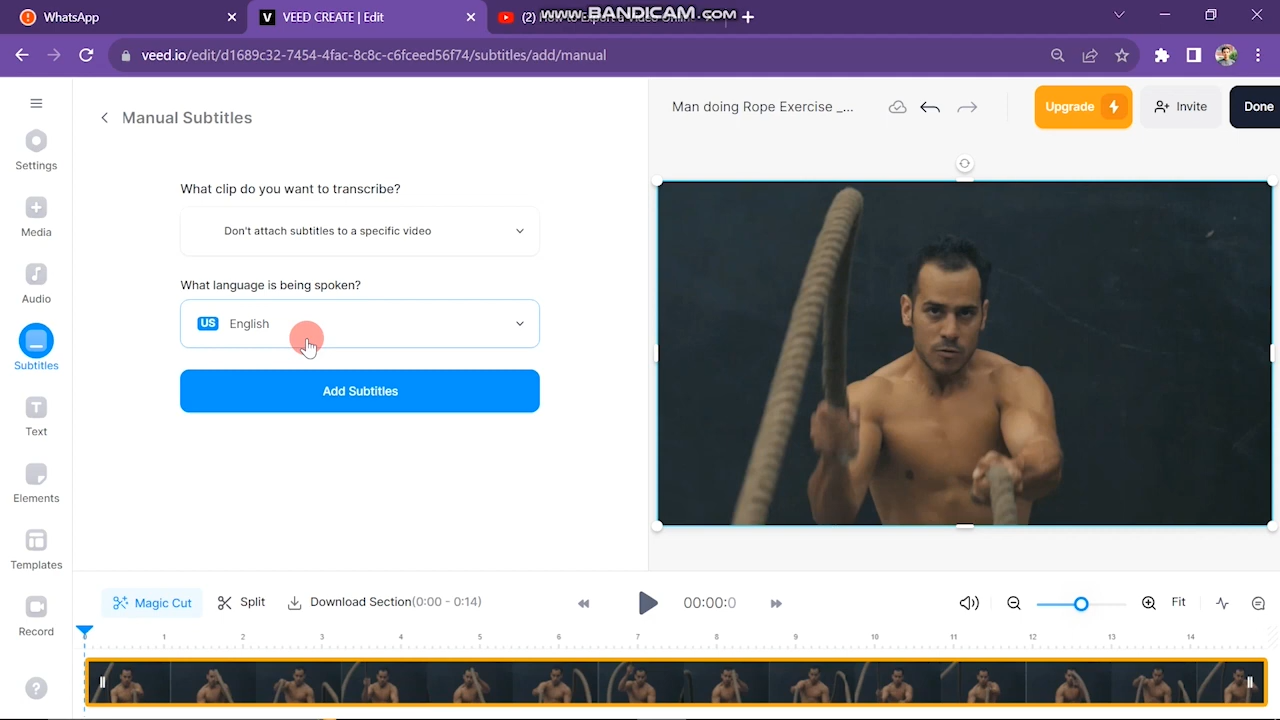 WhatsApp
VEED CREATE | Edit
www.BANDICAM.com
veed.io/edit/d1689c32-7454-4fac-8c8c-c6fceed56f74/subtitles/add/manual
Settings
Media
Audio
Subtitles
Text
Elements
Templates
Record
Manual Subtitles
What clip do you want to transcribe?
Don't attach subtitles to a specific video
What language is being spoken?
US English
Add Subtitles
Man doing Rope Exercise _...
Upgrade
Invite
Done
Magic Cut
Split
Download Section(0:00 - 0:14)
00:00:0
Fit
1 2 3 4 5 6 7 8 9 10 11 12 13 14